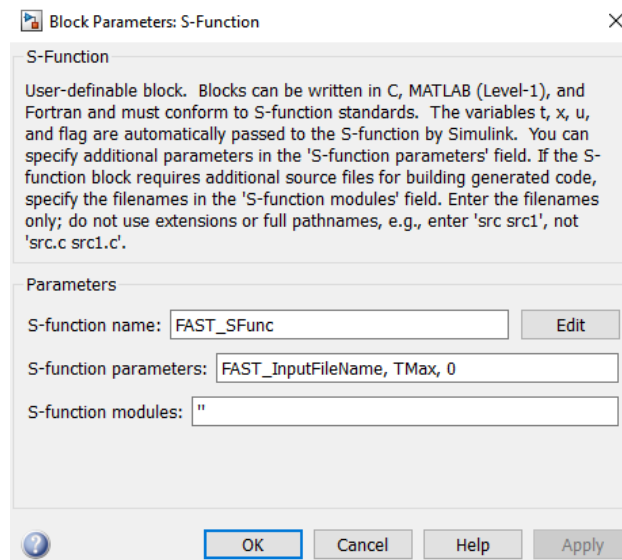 Block Parameters: S-Function
S-Function
User-definable block.  Blocks can be written in C, MATLAB (Level-1), and
Fortran and must conform to S-function standards.  The variables t, x, u,
and flag are automatically passed to the S-function by Simulink.  You can
specify additional parameters in the 'S-function parameters' field. If the S-
function block requires additional source files for building generated code,
specify the filenames in the 'S-function modules' field. Enter the filenames
only; do not use extensions or full pathnames, e.g., enter 'src src1', not
'src.c src1.c'.
Parameters
S-function name: FAST_SFunc Edit
S-function parameters: FAST_InputFileName, TMax, 0
S-function modules: ''
OK Cancel Help Apply